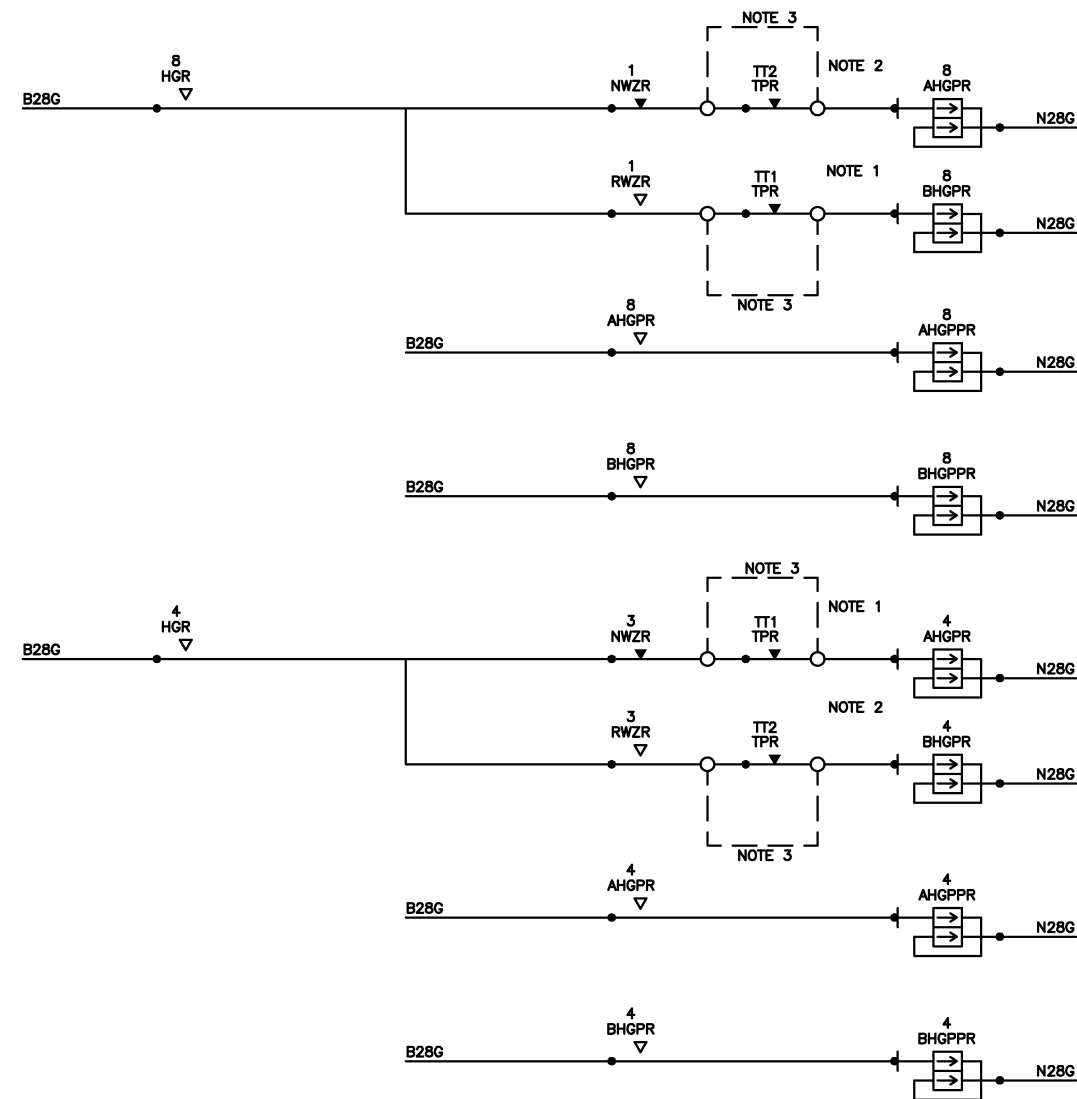 NOTE 3
8
HGR
1
NWZR
TT2
TPR
NOTE 2
8
AHGPR
B28G
N28G
1
RWZR
TT1
TPR
NOTE 1
8
BHGPR
N28G
NOTE 3
8
AHGPR
8
AHGPPR
B28G
N28G
8
BHGPR
8
BHGPPR
B28G
N28G
NOTE 3
4
HGR
3
NWZR
TT1
TPR
NOTE 1
4
AHGPR
B28G
N28G
3
RWZR
TT2
TPR
NOTE 2
4
BHGPR
N28G
NOTE 3
4
AHGPR
4
AHGPPR
B28G
N28G
4
BHGPR
4
BHGPPR
B28G
N28G